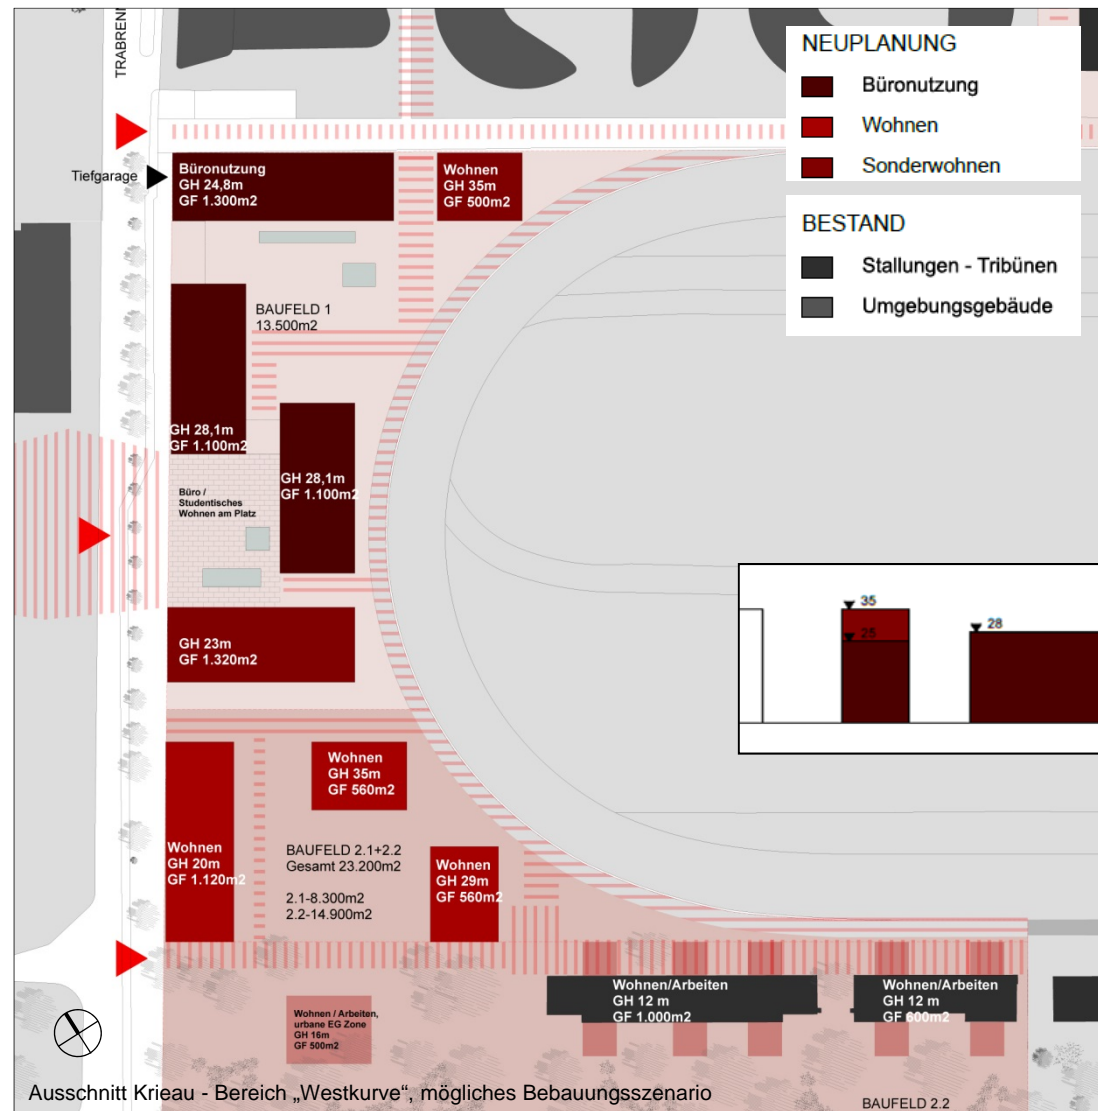 TRABRENN
NEUPLANUNG
Büronutzung
Wohnen
Sonderwohnen
BESTAND
Stallungen - Tribünen
Umgebungsgebäude
Tiefgarage
Büronutzung
GH 24,8m
GF 1.300m2
Wohnen
GH 35m
GF 500m2
BAUFELD 1
13.500m2
GH 28,1m
GF 1.100m2
GH 28,1m
GF 1.100m2
Büro /
Studentisches
Wohnen am Platz
GH 23m
GF 1.320m2
35
25
28
Wohnen
GH 35m
GF 560m2
Wohnen
GH 20m
GF 1.120m2
BAUFELD 2.1+2.2
Gesamt 23.200m2
2.1-8.300m2
2.2-14.900m2
Wohnen
GH 29m
GF 560m2
Wohnen/Arbeiten
GH 12 m
GF 1.000m2
Wohnen/Arbeiten
GH 12 m
GF 600m2
Wohnen / Arbeiten,
urbane EG Zone
GH 16m
GF 500m2
Ausschnitt Krieau - Bereich „Westkurve“, mögliches Bebauungsszenario
BAUFELD 2.2